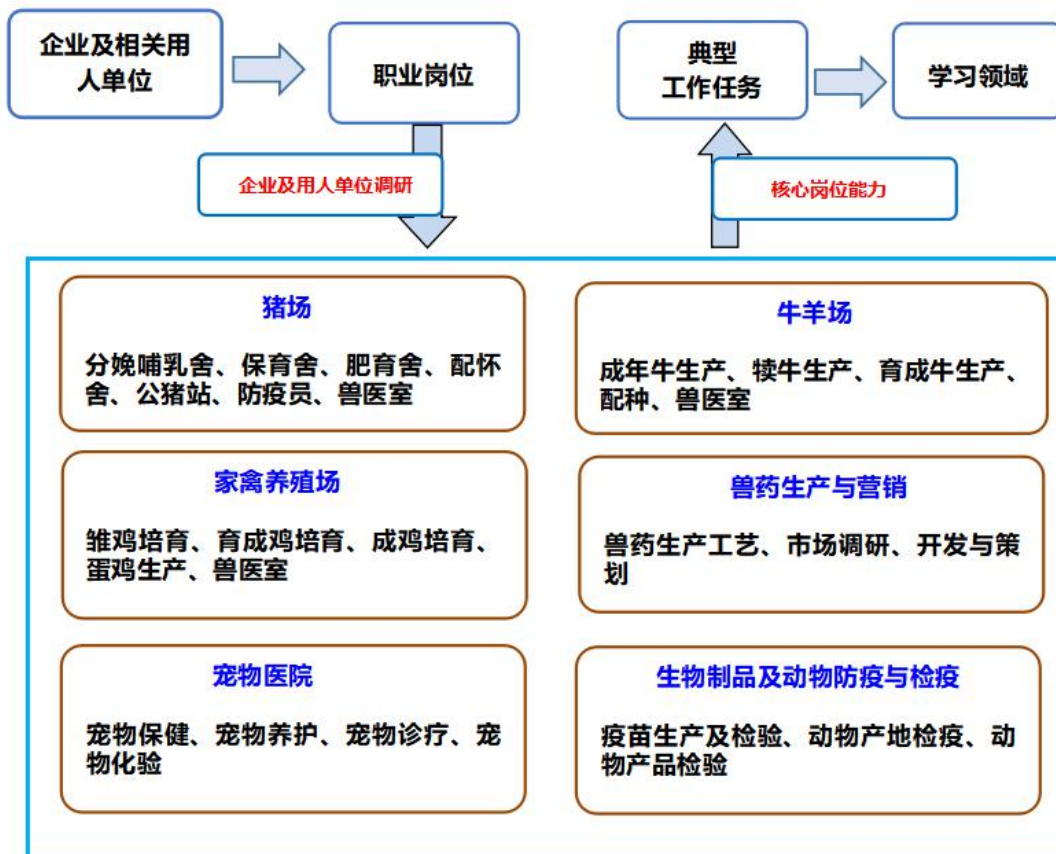 企业及相关用
人单位
职业岗位
典型
工作任务
学习领域
企业及用人单位调研
核心岗位能力
猪场
分娩哺乳舍、保育舍、肥育舍、配怀
舍、公猪站、防疫员、兽医室
牛羊场
成年牛生产、犊牛生产、育成牛生产、
配种、兽医室
家禽养殖场
雏鸡培育、育成鸡培育、成鸡培育、
蛋鸡生产、兽医室
兽药生产与营销
兽药生产工艺、市场调研、开发与策
划
宠物医院
宠物保健、宠物养护、宠物诊疗、宠
物化验
生物制品及动物防疫与检疫
疫苗生产及检验、动物产地检疫、动
物产品检验